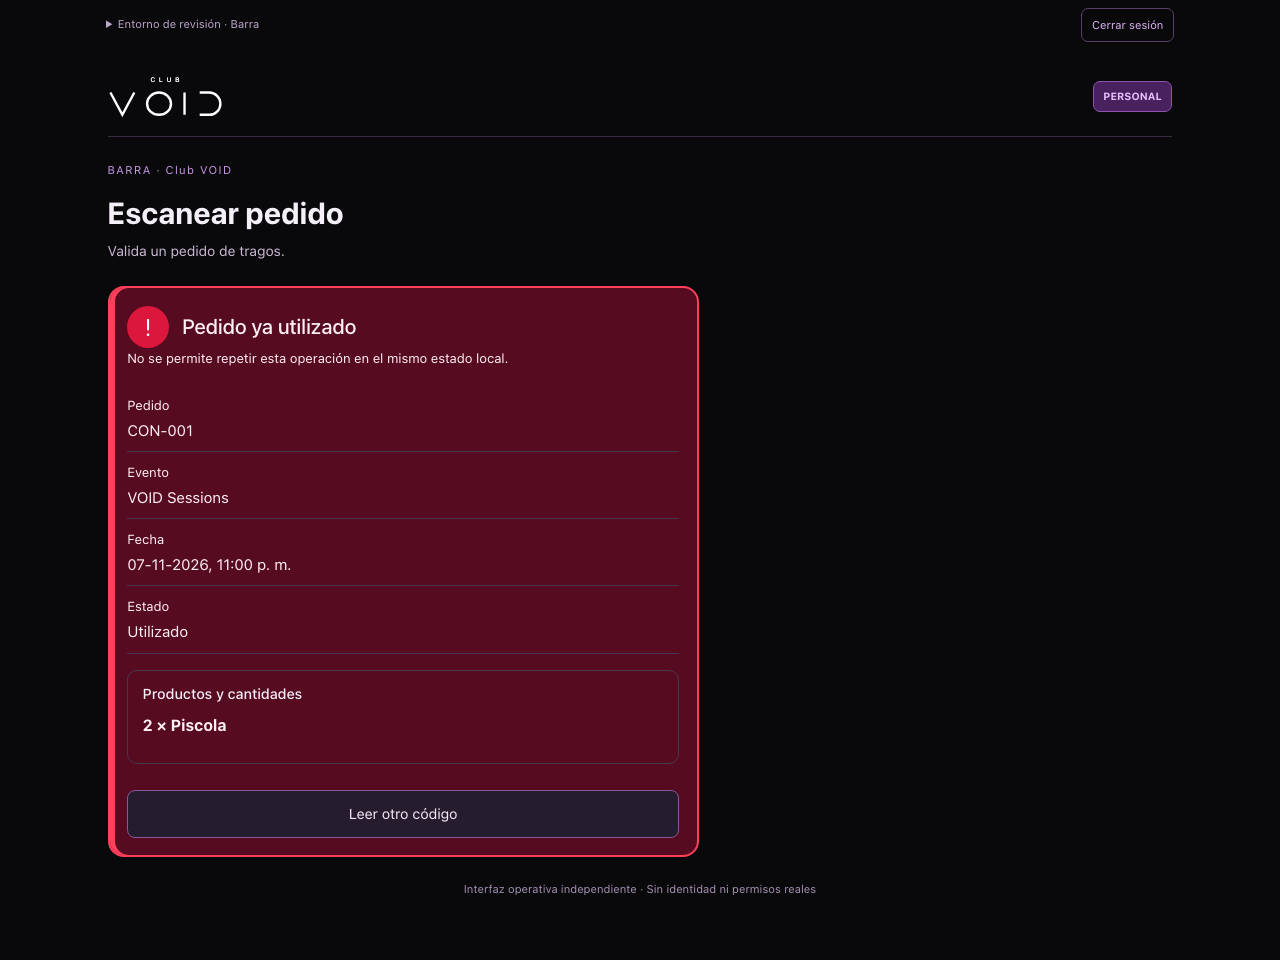 ▶ Entorno de revisión · Barra
Cerrar sesión
CLUB
VOID
PERSONAL
BARRA · Club VOID
Escanear pedido
Valida un pedido de tragos.
!
Pedido ya utilizado
No se permite repetir esta operación en el mismo estado local.
Pedido
CON-001
Evento
VOID Sessions
Fecha
07-11-2026, 11:00 p. m.
Estado
Utilizado
Productos y cantidades
2 × Piscola
Leer otro código
Interfaz operativa independiente · Sin identidad ni permisos reales